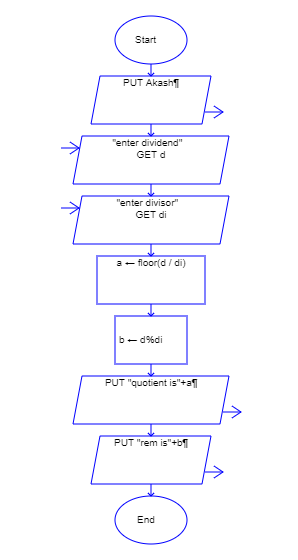 Start
PUT Akash¶
"enter dividend"
GET d
"enter divisor"
GET di
a ← floor(d / di)
b ← d%di
PUT "quotient is"+a¶
PUT "rem is"+b¶
End